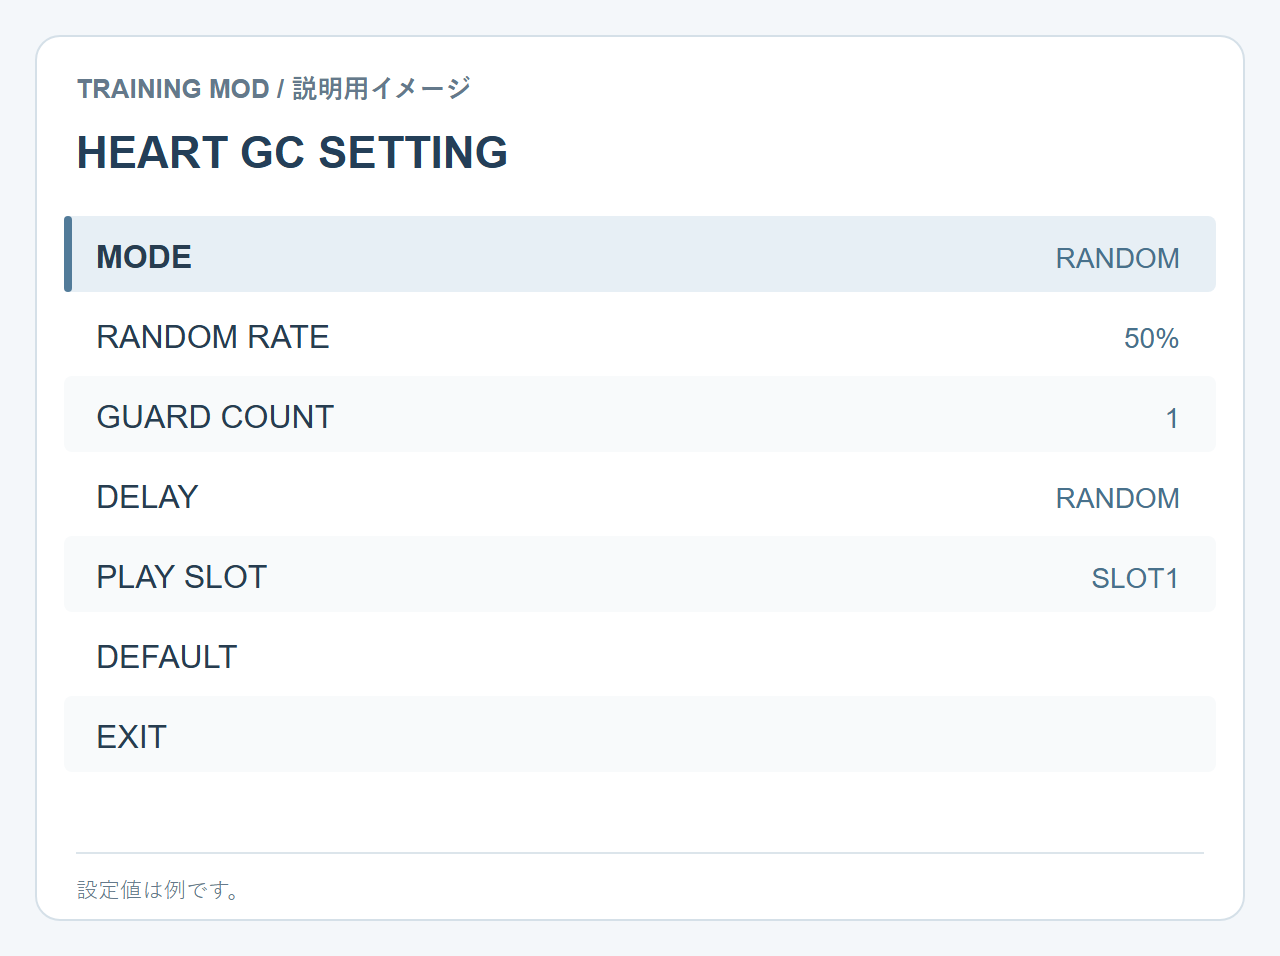 TRAINING MOD / 説明用イメージ
HEART GC SETTING
MODE RANDOM
RANDOM RATE 50%
GUARD COUNT 1
DELAY RANDOM
PLAY SLOT SLOT1
DEFAULT
EXIT
設定値は例です。